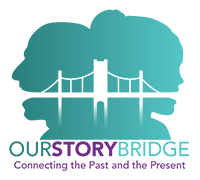 OURSTORYBRIDGE
Connecting the Past and the Present